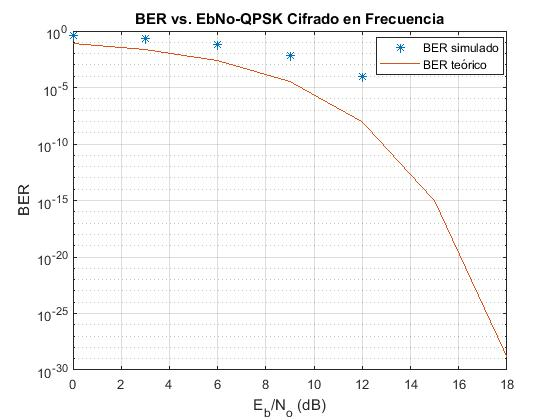 BER vs. EbNo-QPSK Cifrado en Frecuencia
BER simulado
BER teórico
10^0
10^-5
10^-10
10^-15
10^-20
10^-25
10^-30
BER
0 2 4 6 8 10 12 14 16 18
E_b/N_o (dB)